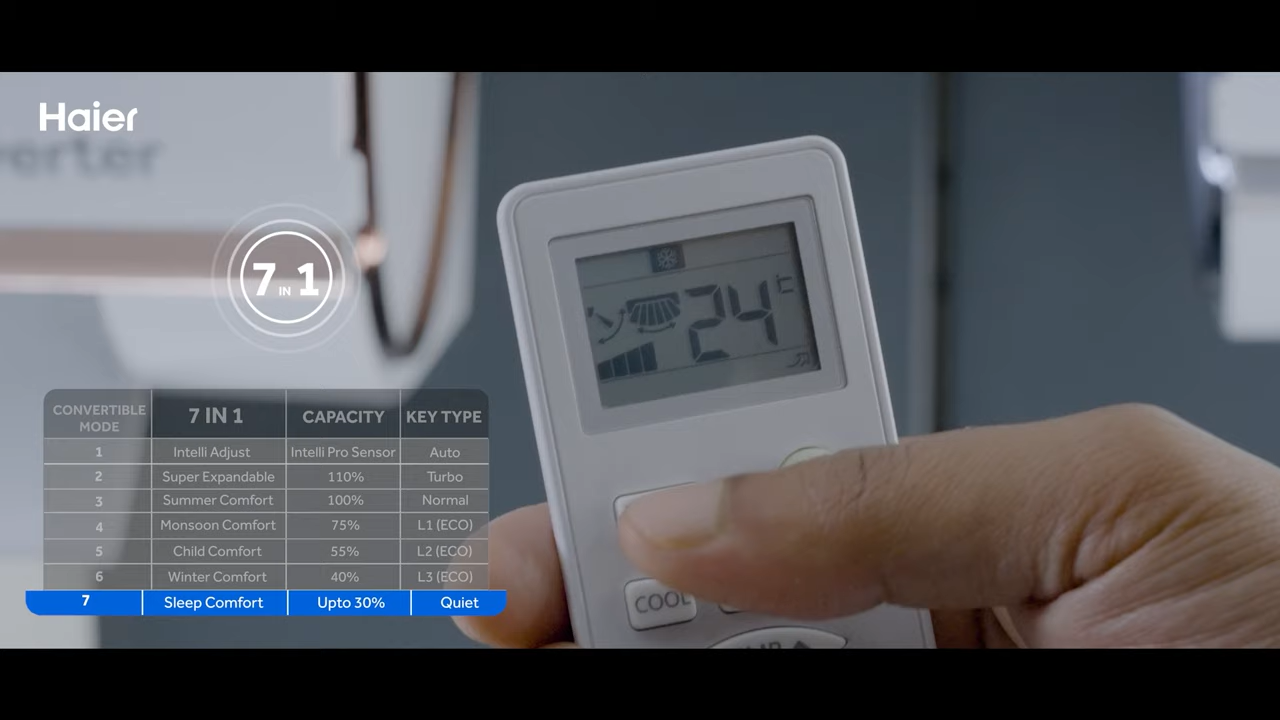 Haier
verter
7 IN 1
24 °C
CONVERTIBLE MODE 7 IN 1 CAPACITY KEY TYPE
1 Intelli Adjust Intelli Pro Sensor Auto
2 Super Expandable 110% Turbo
3 Summer Comfort 100% Normal
4 Monsoon Comfort 75% L1 (ECO)
5 Child Comfort 55% L2 (ECO)
6 Winter Comfort 40% L3 (ECO)
7 Sleep Comfort Upto 30% Quiet
COOL